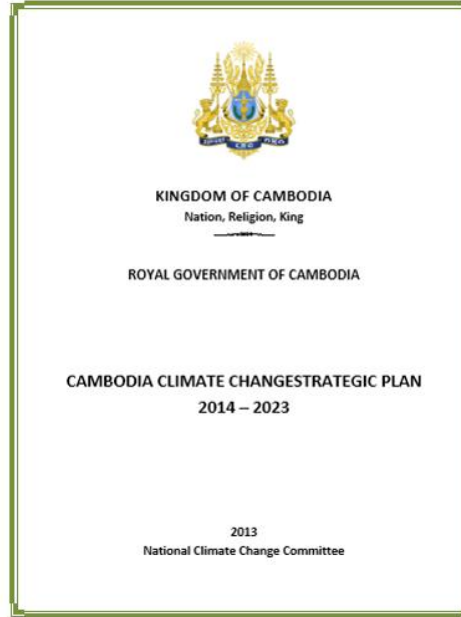 KINGDOM OF CAMBODIA
Nation, Religion, King
ROYAL GOVERNMENT OF CAMBODIA
CAMBODIA CLIMATE CHANGESTRATEGIC PLAN
2014 – 2023
2013
National Climate Change Committee